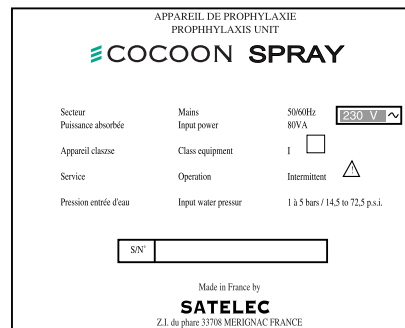 APPAREIL DE PROPHYLAXIE
PROPHHYLAXIS UNIT
COCOON SPRAY
Secteur Mains 50/60Hz 230 V ~
Puissance absorbée Input power 80VA
Appareil claszse Class equipment I
Service Operation Intermittent
Pression entrée d'eau Input water pressur 1 à 5 bars / 14,5 to 72,5 p.s.i.
S/N°
Made in France by
SATELEC
Z.I. du phare 33708 MERIGNAC FRANCE